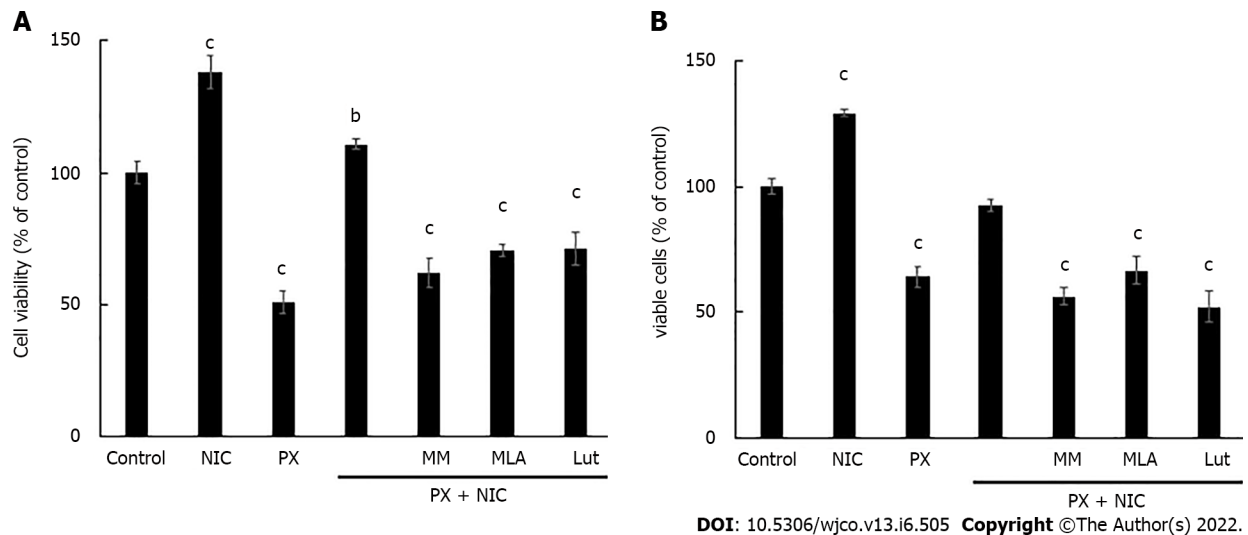 A
150
100
50
0
Cell viability (% of control)
c
b
c
c
c
c
Control NIC PX MM MLA Lut
PX + NIC
B
150
100
50
0
viable cells (% of control)
c
c
c
c
c
Control NIC PX MM MLA Lut
PX + NIC
DOI: 10.5306/wjco.v13.i6.505 Copyright ©The Author(s) 2022.